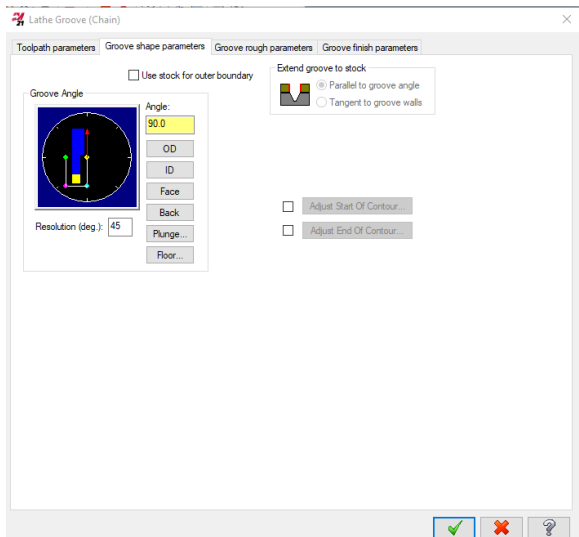 21 Lathe Groove (Chain)
Toolpath parameters Groove shape parameters Groove rough parameters Groove finish parameters
Use stock for outer boundary
Extend groove to stock
Parallel to groove angle
Tangent to groove walls
Groove Angle
Angle:
90.0
OD
ID
Face
Back
Plunge...
Floor...
Resolution (deg.): 45
Adjust Start Of Contour...
Adjust End Of Contour...